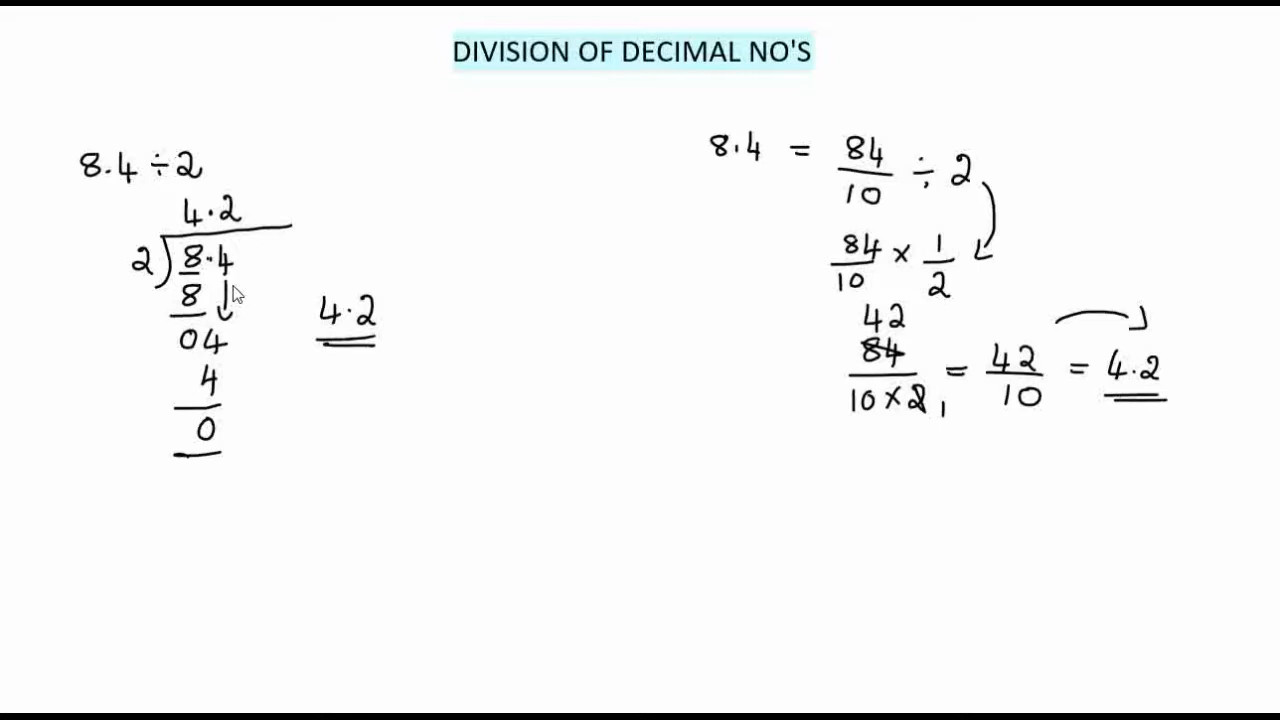 DIVISION OF DECIMAL NO'S
8.4 ÷ 2
4.2
2)8.4
8
04
4
0
4.2
8.4 = 84/10 ÷ 2
84/10 × 1/2
42
84/10×2 1 = 42/10 = 4.2